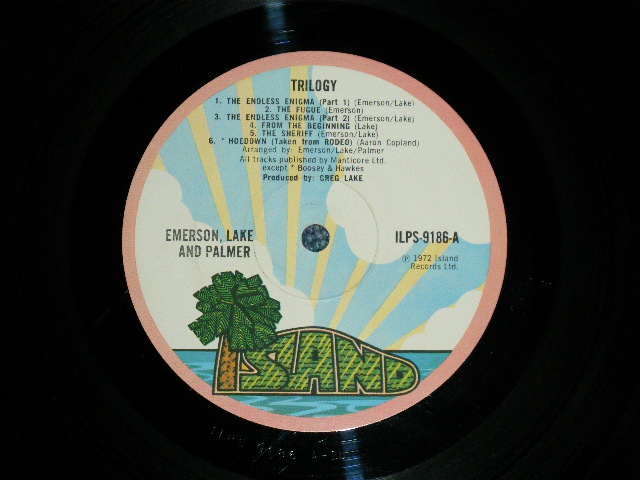 TRILOGY
1. THE ENDLESS ENIGMA (Part 1) (Emerson/Lake)
2. THE FUGUE (Emerson)
3. THE ENDLESS ENIGMA (Part 2) (Emerson/Lake)
4. FROM THE BEGINNING (Lake)
5. THE SHERIFF (Emerson/Lake)
6. * HOEDOWN (Taken from RODEO) (Aaron Copland)
Arranged by: Emerson/Lake/Palmer
All tracks published by Manticore Ltd.
except * Boosey & Hawkes
Produced by: GREG LAKE
EMERSON, LAKE
AND PALMER
ILPS-9186-A
℗ 1972 Island
Records Ltd.
ISLAND